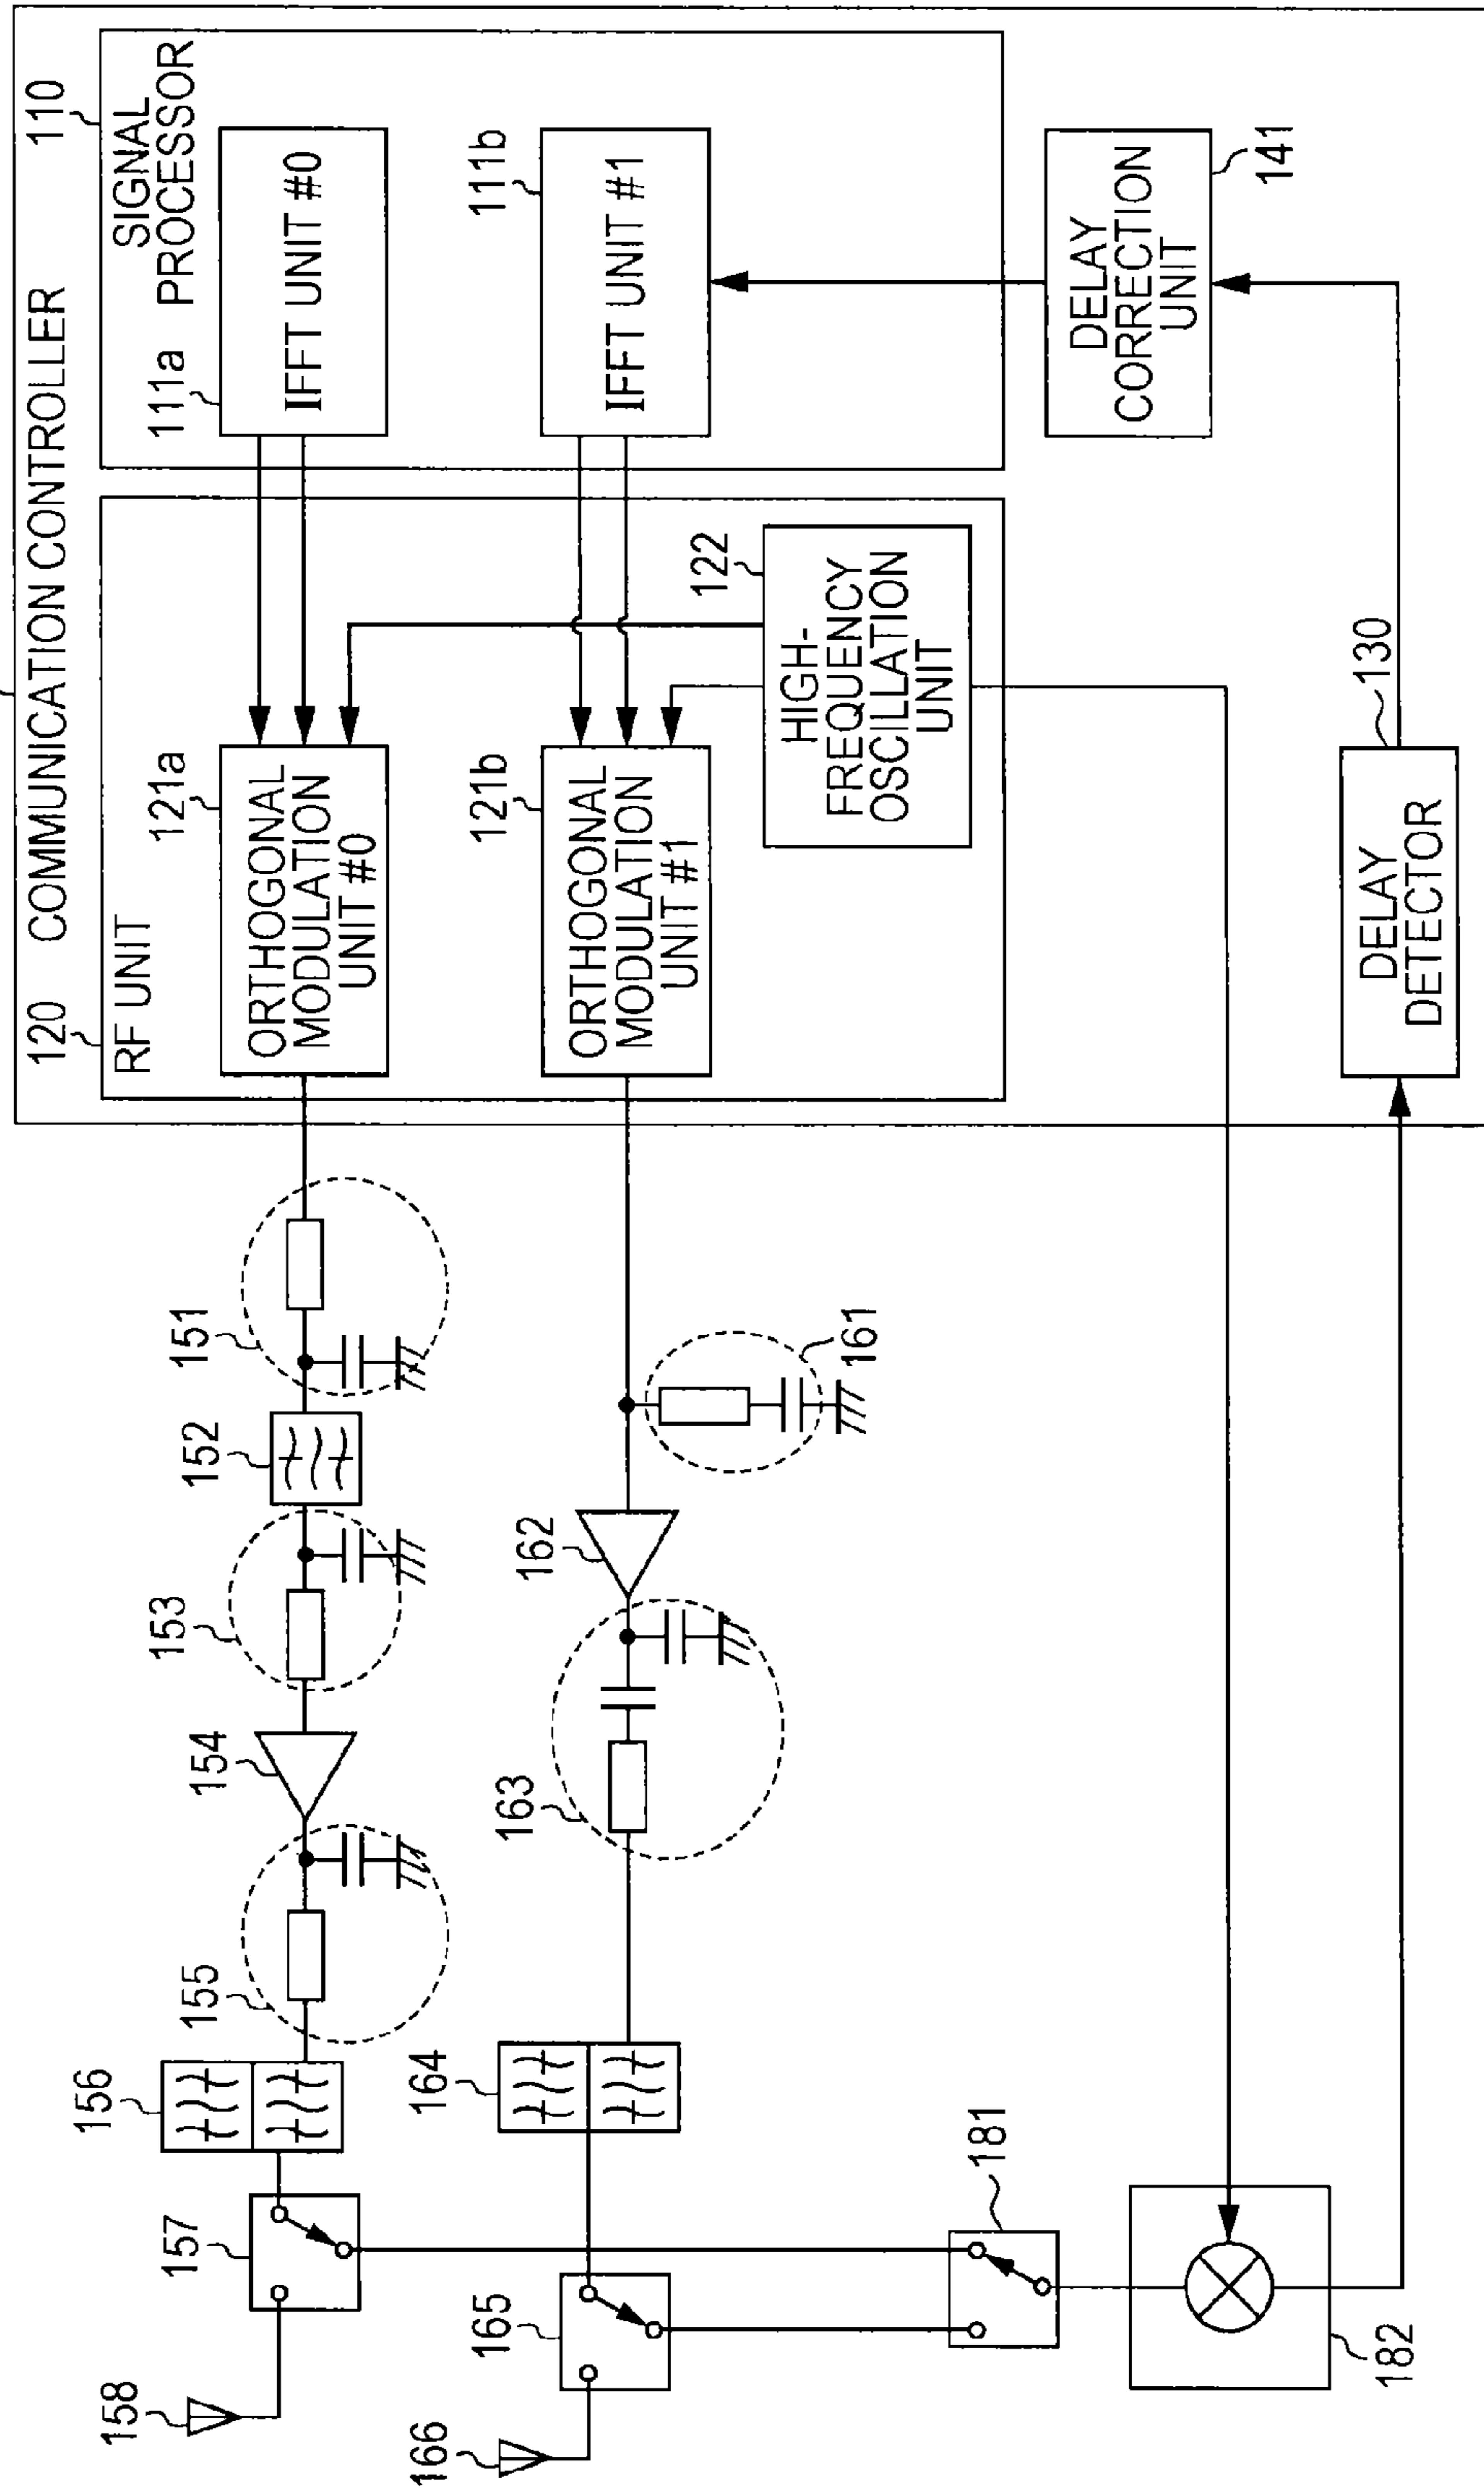 120
COMMUNICATION CONTROLLER
110
RF UNIT
SIGNAL
PROCESSOR
121a
111a
ORTHOGONAL
MODULATION
UNIT #0
IFFT UNIT #0
121b
111b
ORTHOGONAL
MODULATION
UNIT #1
IFFT UNIT #1
122
HIGH-
FREQUENCY
OSCILLATION
UNIT
DELAY
CORRECTION
UNIT
141
130
DELAY
DETECTOR
158
157
156
155
154
153
152
151
166
165
164
163
162
161
181
182